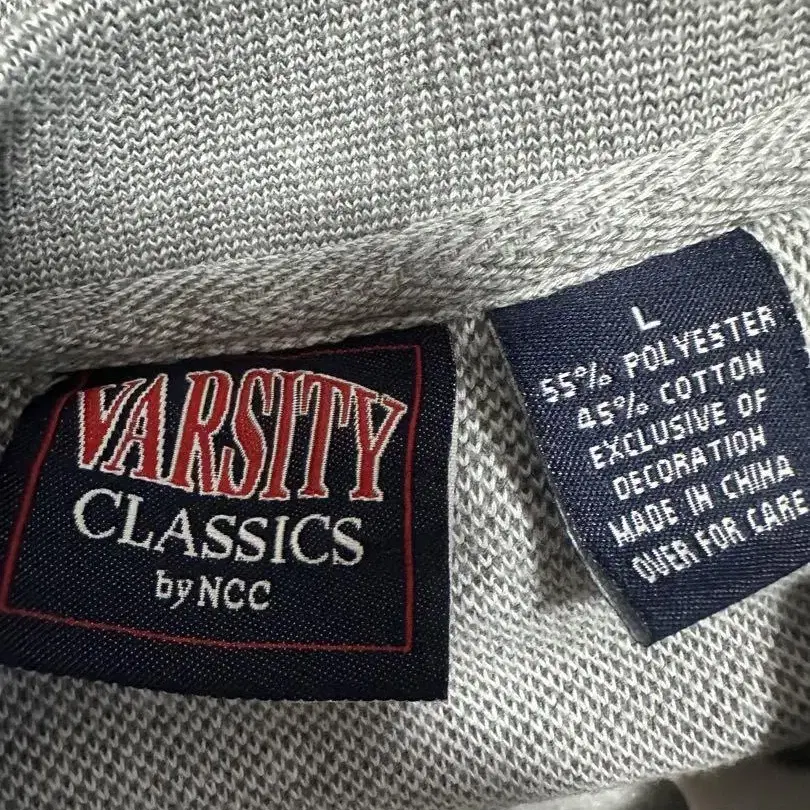 VARSITY
CLASSICS
by NCC
L
55% POLYESTER
45% COTTON
EXCLUSIVE OF
DECORATION
MADE IN CHINA
OVER FOR CARE